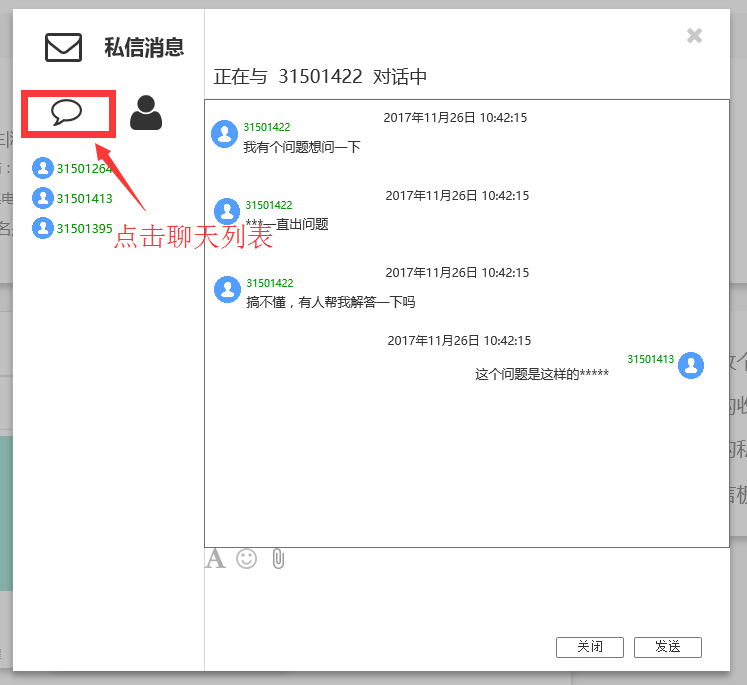 私信消息
正在与 31501422 对话中
31501264
31501413
31501395
点击聊天列表
2017年11月26日 10:42:15
31501422
我有个问题想问一下
2017年11月26日 10:42:15
31501422
***一直出问题
2017年11月26日 10:42:15
31501422
搞不懂，有人帮我解答一下吗
2017年11月26日 10:42:15
31501413
这个问题是这样的*****
关闭
发送